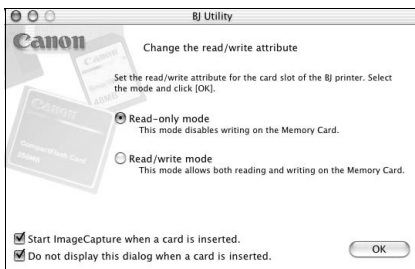 BJ Utility
Canon
Change the read/write attribute
Set the read/write attribute for the card slot of the BJ printer. Select
the mode and click [OK].
Read-only mode
This mode disables writing on the Memory Card.
Read/write mode
This mode allows both reading and writing on the Memory Card.
Start ImageCapture when a card is inserted.
Do not display this dialog when a card is inserted.
OK
Canon
CompactFlash Card